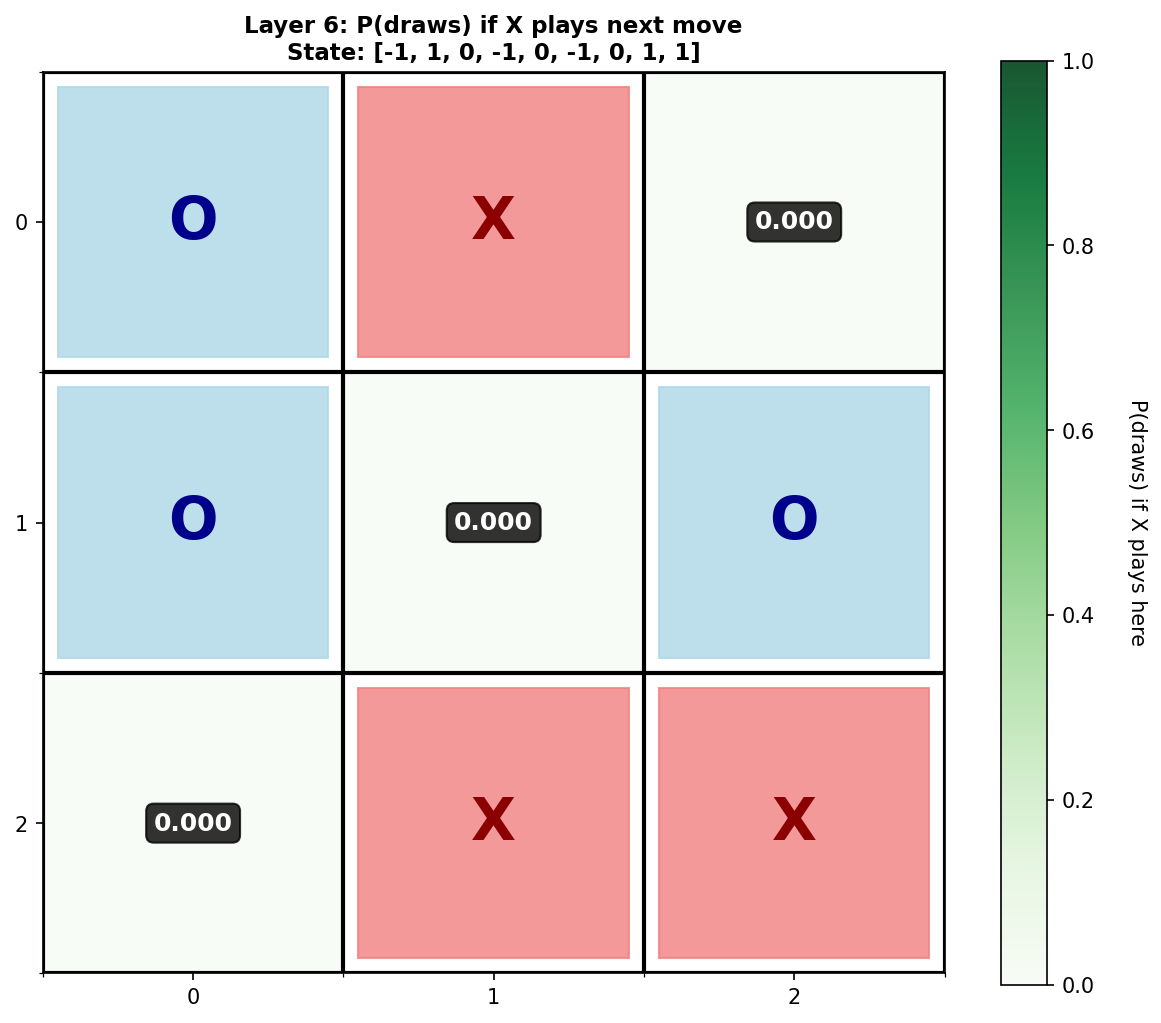 Layer 6: P(draws) if X plays next move
State: [-1, 1, 0, -1, 0, -1, 0, 1, 1]
0
O
X
0.000
1
O
0.000
O
2
0.000
X
X
0
1
2
1.0
0.8
0.6
0.4
0.2
0.0
P(draws) if X plays here